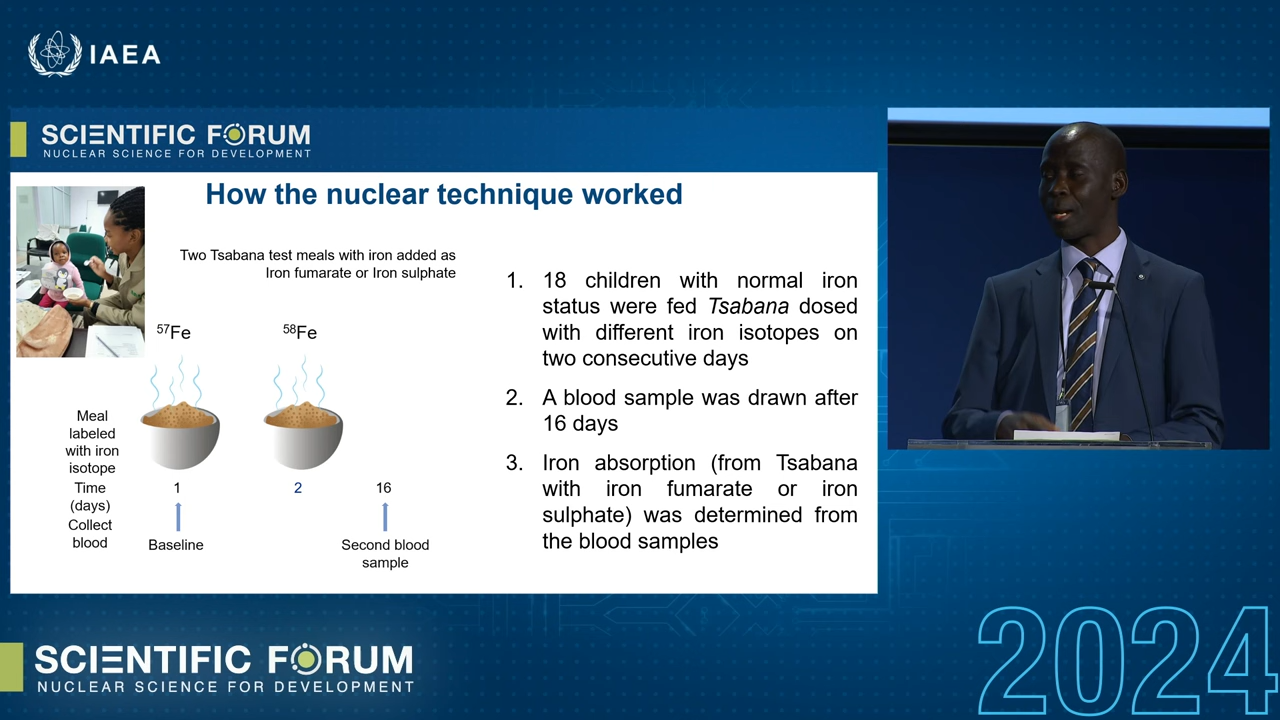 IAEA
SCIENTIFIC FORUM
NUCLEAR SCIENCE FOR DEVELOPMENT
How the nuclear technique worked
Two Tsabana test meals with iron added as
Iron fumarate or Iron sulphate
57Fe
58Fe
Meal
labeled
with iron
isotope
Time
(days)
1
2
16
Collect
blood
Baseline
Second blood
sample
1. 18 children with normal iron
status were fed Tsabana dosed
with different iron isotopes on
two consecutive days
2. A blood sample was drawn after
16 days
3. Iron absorption (from Tsabana
with iron fumarate or iron
sulphate) was determined from
the blood samples
SCIENTIFIC FORUM
NUCLEAR SCIENCE FOR DEVELOPMENT
2024